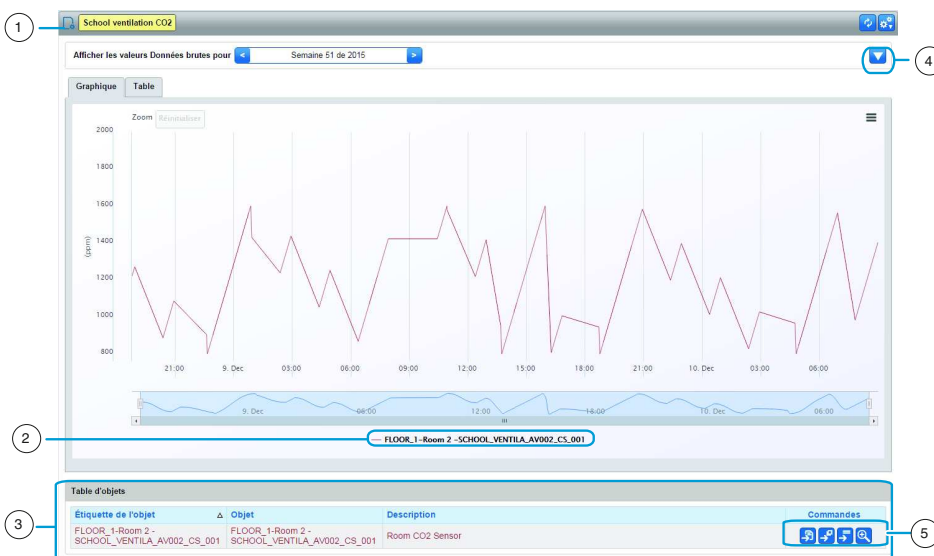 1
School ventilation CO2
Afficher les valeurs Données brutes pour < Semaine 51 de 2015 >
4
Graphique Table
Zoom Réinitialiser
2000
1800
1600
1400
(ppm)
1200
1000
800
21:00 9. Dec 03:00 06:00 09:00 12:00 15:00 18:00 21:00 10. Dec 03:00 06:00
9. Dec 06:00 12:00 18:00 10. Dec 06:00
2
FLOOR_1-Room 2 -SCHOOL_VENTILA_AV002_CS_001
Table d'objets
Étiquette de l'objet Objet Description Commandes
3
FLOOR_1-Room 2 - FLOOR_1-Room 2 - Room CO2 Sensor
SCHOOL_VENTILA_AV002_CS_001 SCHOOL_VENTILA_AV002_CS_001
5